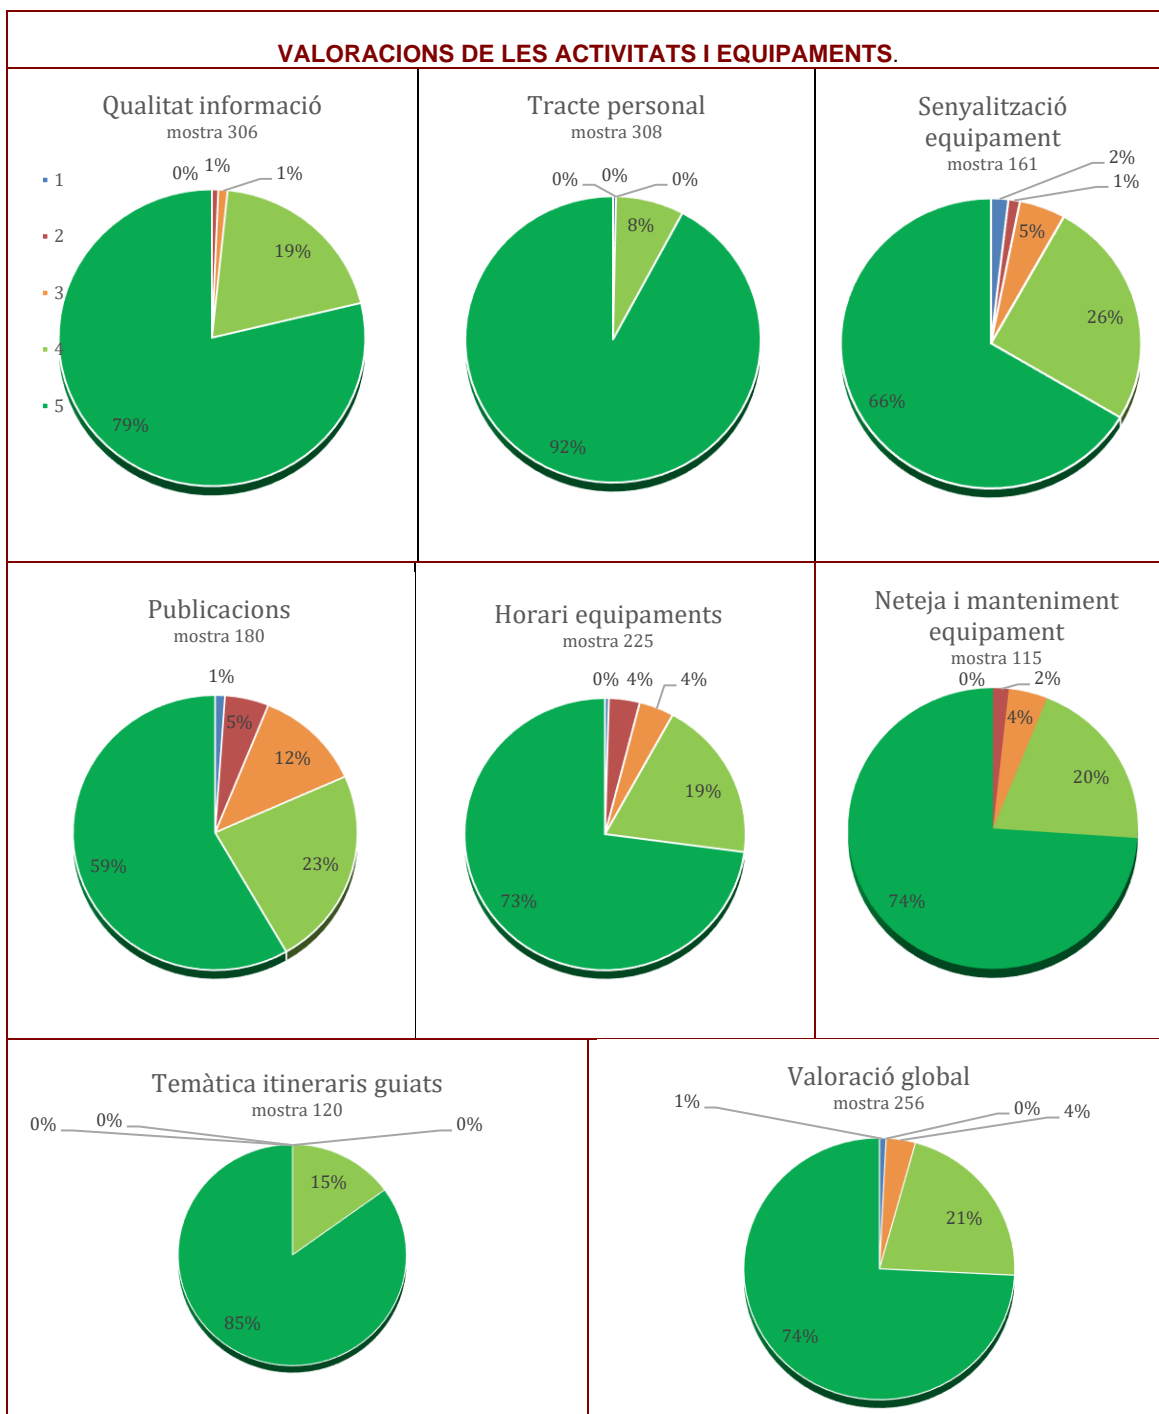 VALORACIONS DE LES ACTIVITATS I EQUIPAMENTS.
Qualitat informació
mostra 306
0%
1%
1%
19%
79%
1
2
3
4
5
Tracte personal
mostra 308
0%
0%
0%
8%
92%
Senyalització
equipament
mostra 161
2%
1%
5%
26%
66%
Publicacions
mostra 180
1%
5%
12%
23%
59%
Horari equipaments
mostra 225
0%
4%
4%
19%
73%
Neteja i manteniment
equipament
mostra 115
0%
2%
4%
20%
74%
Temàtica itineraris guiats
mostra 120
0%
0%
0%
15%
85%
Valoració global
mostra 256
1%
0%
4%
21%
74%